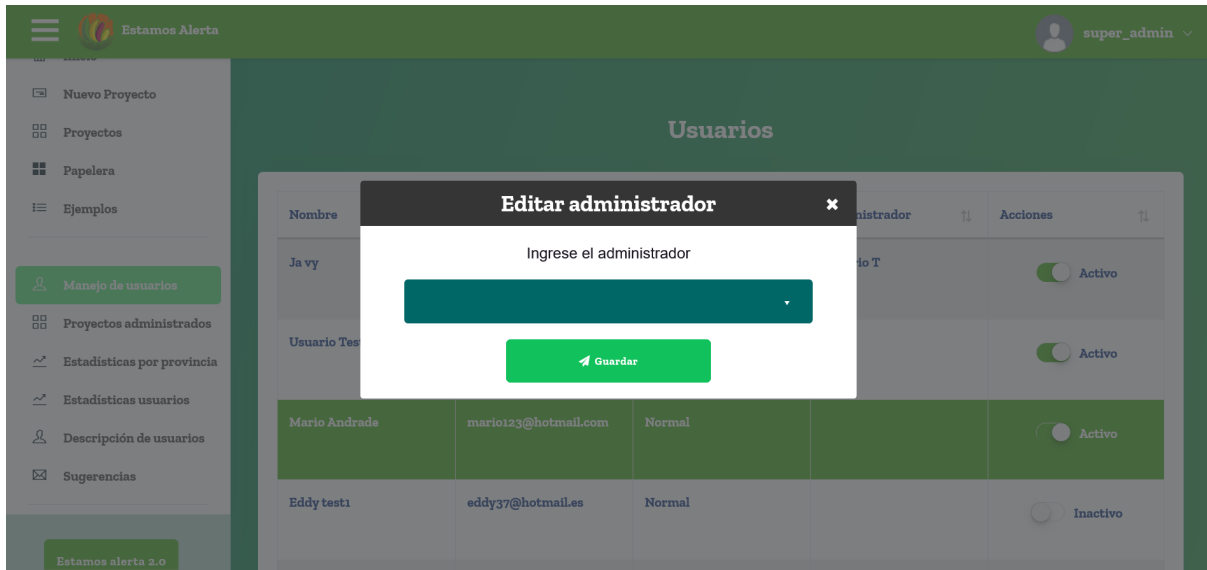 Estamos Alerta
super_admin
Nuevo Proyecto
Proyectos
Papelera
Ejemplos
Manejo de usuarios
Proyectos administrados
Estadísticas por provincia
Estadísticas usuarios
Descripción de usuarios
Sugerencias
Estamos alerta 2.0
Usuarios
Editar administrador
Ingrese el administrador
Guardar
Nombre
Acciones
Ja vy
Activo
Usuario
Activo
Mario Andrade mario123@hotmail.com Normal Activo
Eddy test1 eddy37@hotmail.es Normal Inactivo